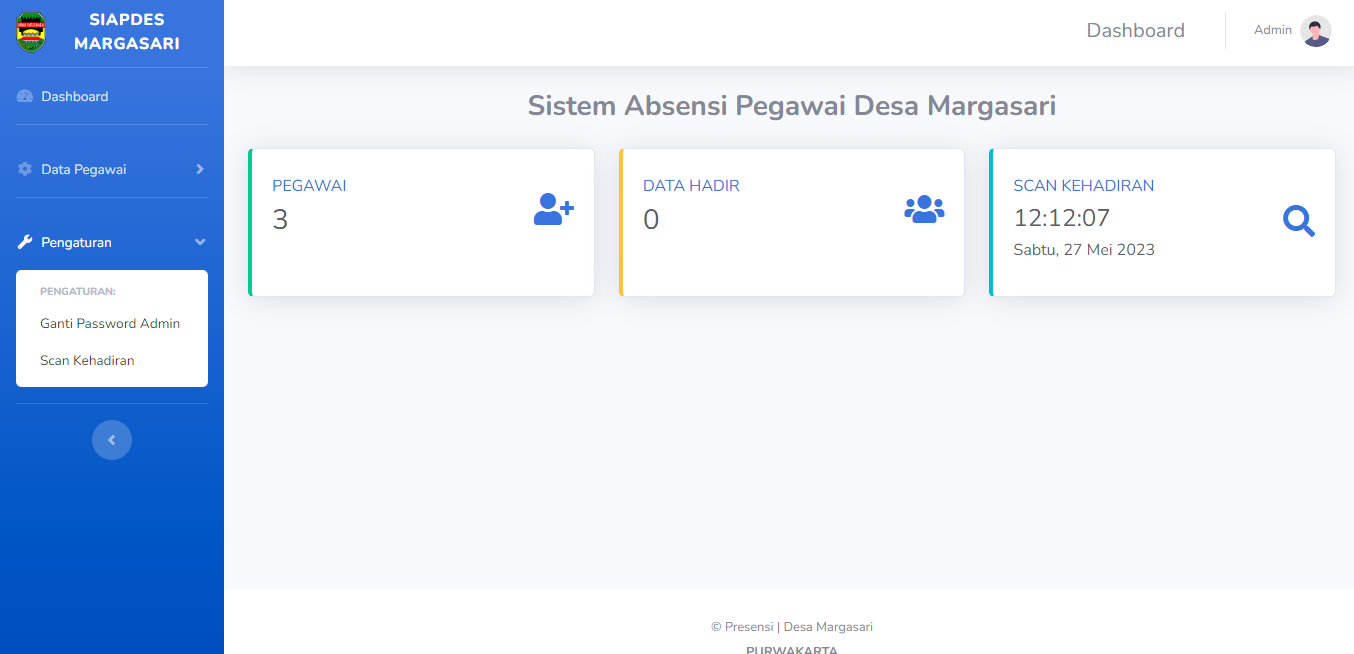 SIAPDES
MARGASARI
Dashboard
Data Pegawai
Pengaturan
PENGATURAN:
Ganti Password Admin
Scan Kehadiran
Dashboard
Admin
Sistem Absensi Pegawai Desa Margasari
PEGAWAI
3
DATA HADIR
0
SCAN KEHADIRAN
12:12:07
Sabtu, 27 Mei 2023
© Presensi | Desa Margasari
PURWAKARTA